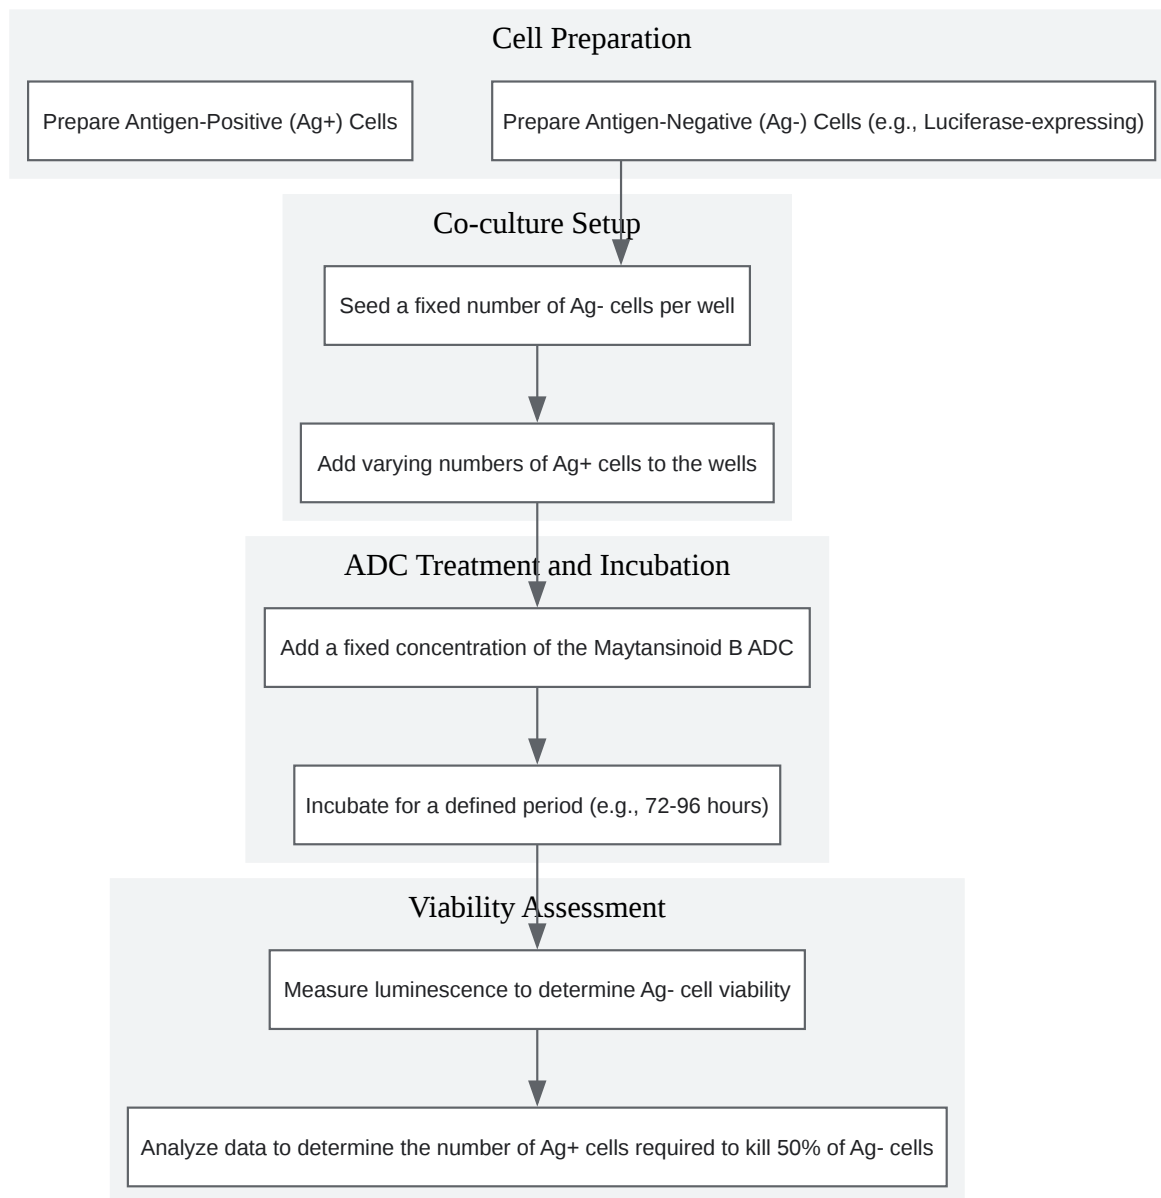 Cell Preparation
Prepare Antigen-Positive (Ag+) Cells
Prepare Antigen-Negative (Ag-) Cells (e.g., Luciferase-expressing)
Co-culture Setup
Seed a fixed number of Ag- cells per well
Add varying numbers of Ag+ cells to the wells
ADC Treatment and Incubation
Add a fixed concentration of the Maytansinoid B ADC
Incubate for a defined period (e.g., 72-96 hours)
Viability Assessment
Measure luminescence to determine Ag- cell viability
Analyze data to determine the number of Ag+ cells required to kill 50% of Ag- cells